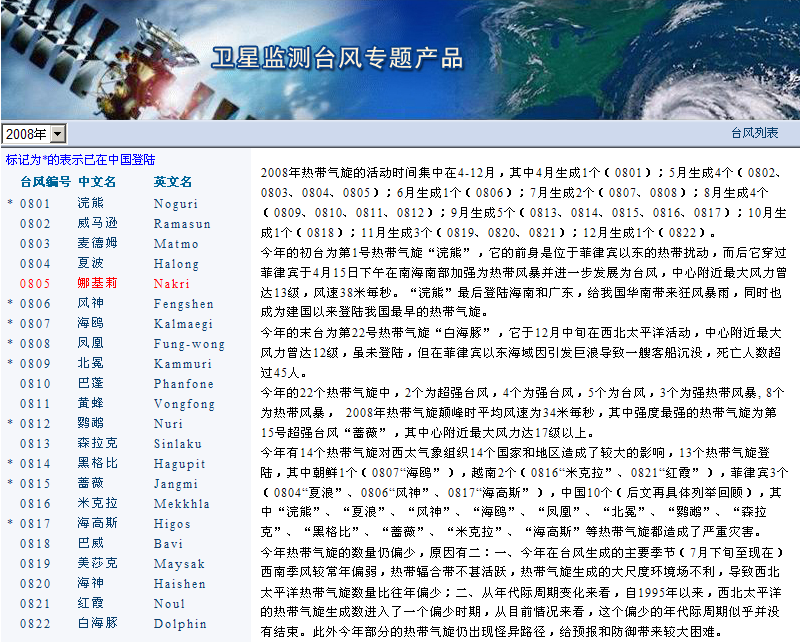 卫星监测台风专题产品
2008年
台风列表
标记为*的表示已在中国登陆
台风编号 中文名 英文名
* 0801 浣熊 Noguri
0802 威马逊 Ramasun
0803 麦德姆 Matmo
0804 夏波 Halong
0805 娜基莉 Nakri
* 0806 风神 Fengshen
* 0807 海鸥 Kalmaegi
* 0808 凤凰 Fung-wong
* 0809 北冕 Kammuri
0810 巴蓬 Phanfone
0811 黄蜂 Vongfong
* 0812 鹦鹉 Nuri
0813 森拉克 Sinlaku
* 0814 黑格比 Hagupit
* 0815 蔷薇 Jangmi
0816 米克拉 Mekkhla
* 0817 海高斯 Higos
0818 巴威 Bavi
0819 美莎克 Maysak
0820 海神 Haishen
0821 红霞 Noul
0822 白海豚 Dolphin
2008年热带气旋的活动时间集中在4-12月，其中4月生成1个（0801）；5月生成4个（0802、
0803、0804、0805）；6月生成1个（0806）；7月生成2个（0807、0808）；8月生成4个
（0809、0810、0811、0812）；9月生成5个（0813、0814、0815、0816、0817）；10月生
成1个（0818）；11月生成3个（0819、0820、0821）；12月生成1个（0822）。
今年的初台为第1号热带气旋“浣熊”，它的前身是位于菲律宾以东的热带扰动，而后它穿过
菲律宾于4月15日下午在南海南部加强为热带风暴并进一步发展为台风，中心附近最大风力曾
达13级，风速38米每秒。“浣熊”最后登陆海南和广东，给我国华南带来狂风暴雨，同时也
成为建国以来登陆我国最早的热带气旋。
今年的末台为第22号热带气旋“白海豚”，它于12月中旬在西北太平洋活动，中心附近最大
风力曾达12级，虽未登陆，但在菲律宾以东海域因引发巨浪导致一艘客船沉没，死亡人数超
过45人。
今年的22个热带气旋中，2个为超强台风，4个为强台风，5个为台风，3个为强热带风暴, 8个
为热带风暴， 2008年热带气旋颠峰时平均风速为34米每秒，其中强度最强的热带气旋为第
15号超强台风“蔷薇”，其中心附近最大风力达17级以上。
今年有14个热带气旋对西太气象组织14个国家和地区造成了较大的影响，13个热带气旋登
陆，其中朝鲜1个（0807“海鸥”），越南2个（0816“米克拉”、0821“红霞”），菲律宾3个
（0804“夏浪”、0806“风神”、0817“海高斯”），中国10个（后文再具体列举回顾），其
中“浣熊”、“夏浪”、“风神”、“海鸥”、“凤凰”、“北冕”、“鹦鹉”、“森拉
克”、“黑格比”、“蔷薇”、“米克拉”、“海高斯”等热带气旋都造成了严重灾害。
今年热带气旋的数量仍偏少，原因有二：一、今年在台风生成的主要季节（7月下旬至现在）
西南季风较常年偏弱，热带辐合带不甚活跃，热带气旋生成的大尺度环境场不利，导致西北
太平洋热带气旋数量比往年偏少；二、从年代际周期变化来看，自1995年以来，西北太平洋
的热带气旋生成数进入了一个偏少时期，从目前情况来看，这个偏少的年代际周期似乎并没
有结束。此外今年部分的热带气旋仍出现怪异路径，给预报和防御带来较大困难。